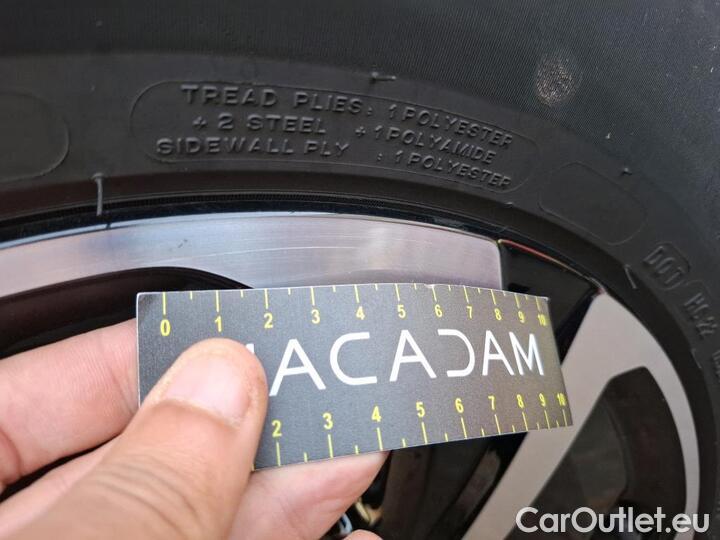 TREAD PLIES: 1 POLYESTER
+ 2 STEEL + 1 POLYAMIDE
SIDEWALL PLY : 1 POLYESTER
DOT
0 1 2 3 4 5 6 7 8 9 10
ACADAM
2 3 4 5 6 7 8 9 10
CarOutlet.eu